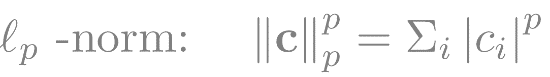 ℓ_p -norm: ‖𝐜‖_p^p = Σ_i |c_i|^p